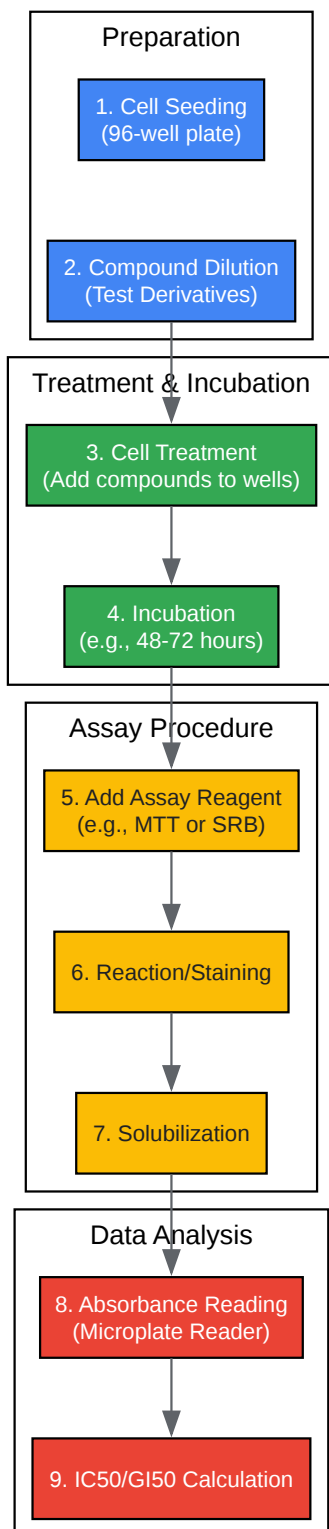 Preparation
1. Cell Seeding
(96-well plate)
2. Compound Dilution
(Test Derivatives)
Treatment & Incubation
3. Cell Treatment
(Add compounds to wells)
4. Incubation
(e.g., 48-72 hours)
Assay Procedure
5. Add Assay Reagent
(e.g., MTT or SRB)
6. Reaction/Staining
7. Solubilization
Data Analysis
8. Absorbance Reading
(Microplate Reader)
9. IC50/GI50 Calculation